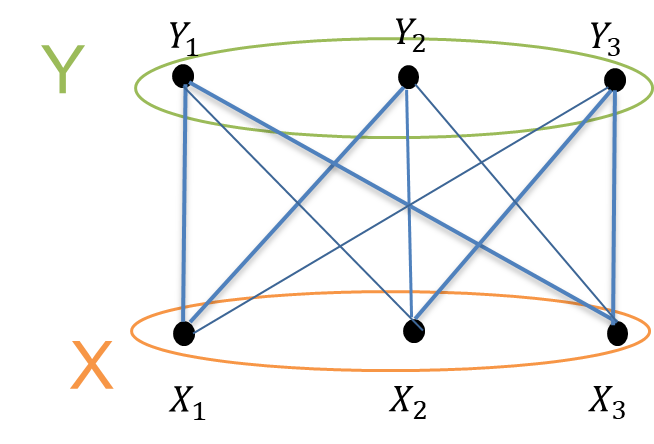 Y₁ Y₂ Y₃
Y
X
X₁ X₂ X₃